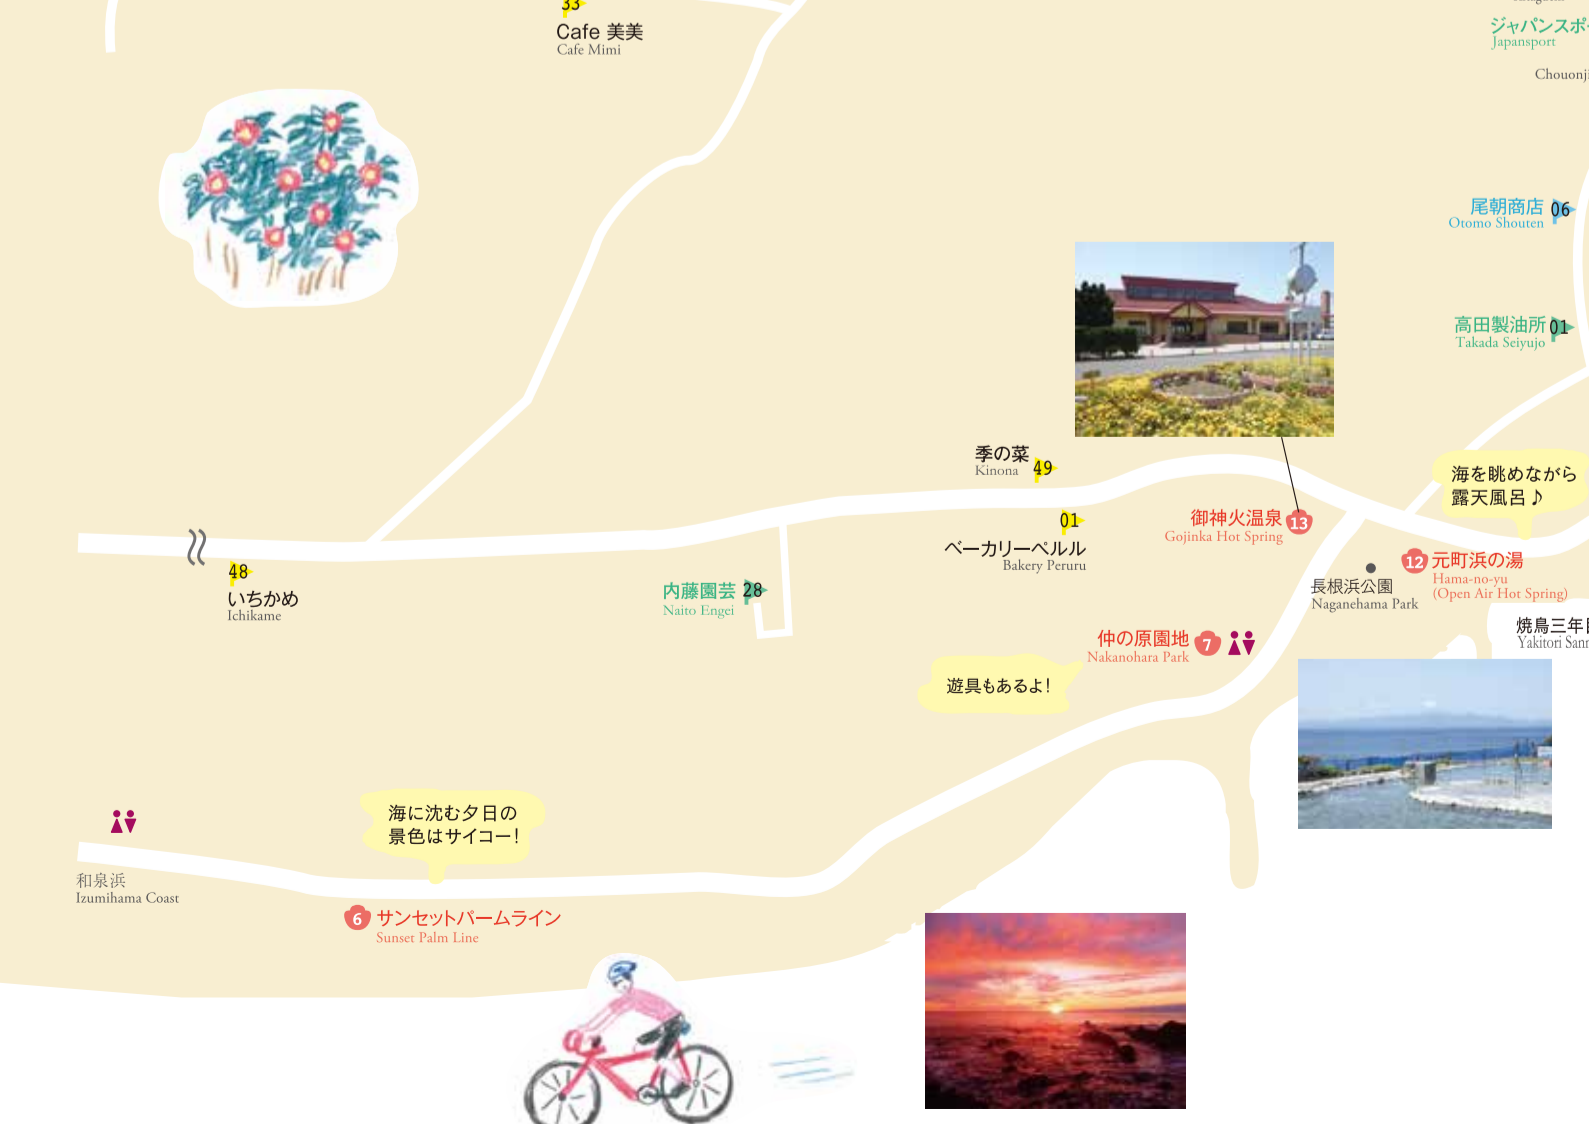 33
Cafe 美美
Cafe Mimi
ジャパンスポ
Japansport
Chouonji
尾朝商店 06
Otomo Shouten
高田製油所 01
Takada Seiyujo
季の菜 49
Kinona
海を眺めながら
露天風呂♪
01
ベーカリーペルル
Bakery Peruru
御神火温泉 13
Gojinka Hot Spring
12 元町浜の湯
Hama-no-yu
(Open Air Hot Spring)
長根浜公園
Naganehama Park
48
いちかめ
Ichikame
内藤園芸 28
Naito Engei
仲の原園地 7
Nakanohara Park
焼鳥三年目
Yakitori Sann
遊具もあるよ!
海に沈む夕日の
景色はサイコー!
和泉浜
Izumihama Coast
6 サンセットパームライン
Sunset Palm Line